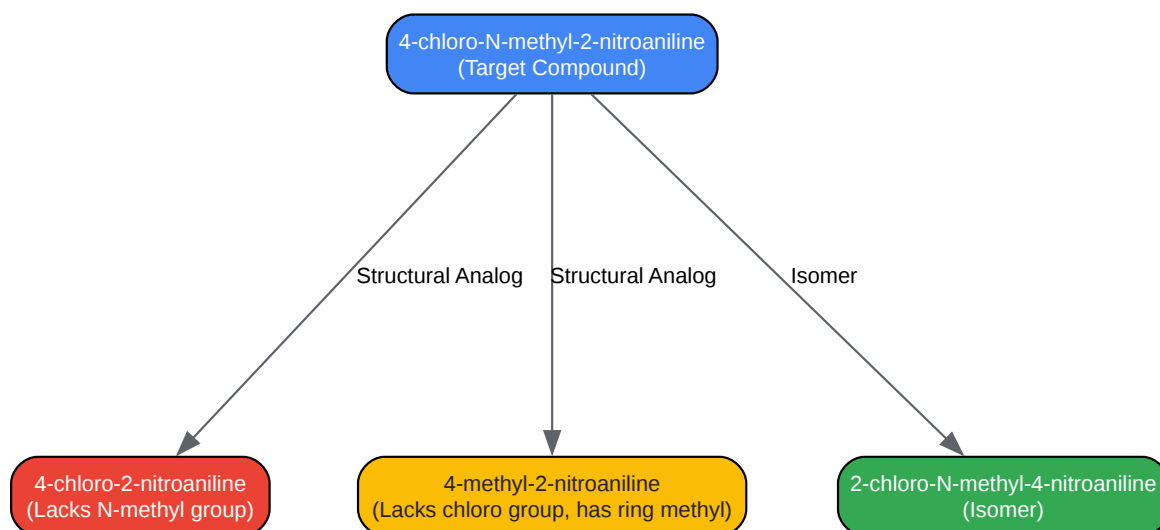 4-chloro-N-methyl-2-nitroaniline
(Target Compound)
Structural Analog
Structural Analog
Isomer
4-chloro-2-nitroaniline
(Lacks N-methyl group)
4-methyl-2-nitroaniline
(Lacks chloro group, has ring methyl)
2-chloro-N-methyl-4-nitroaniline
(Isomer)